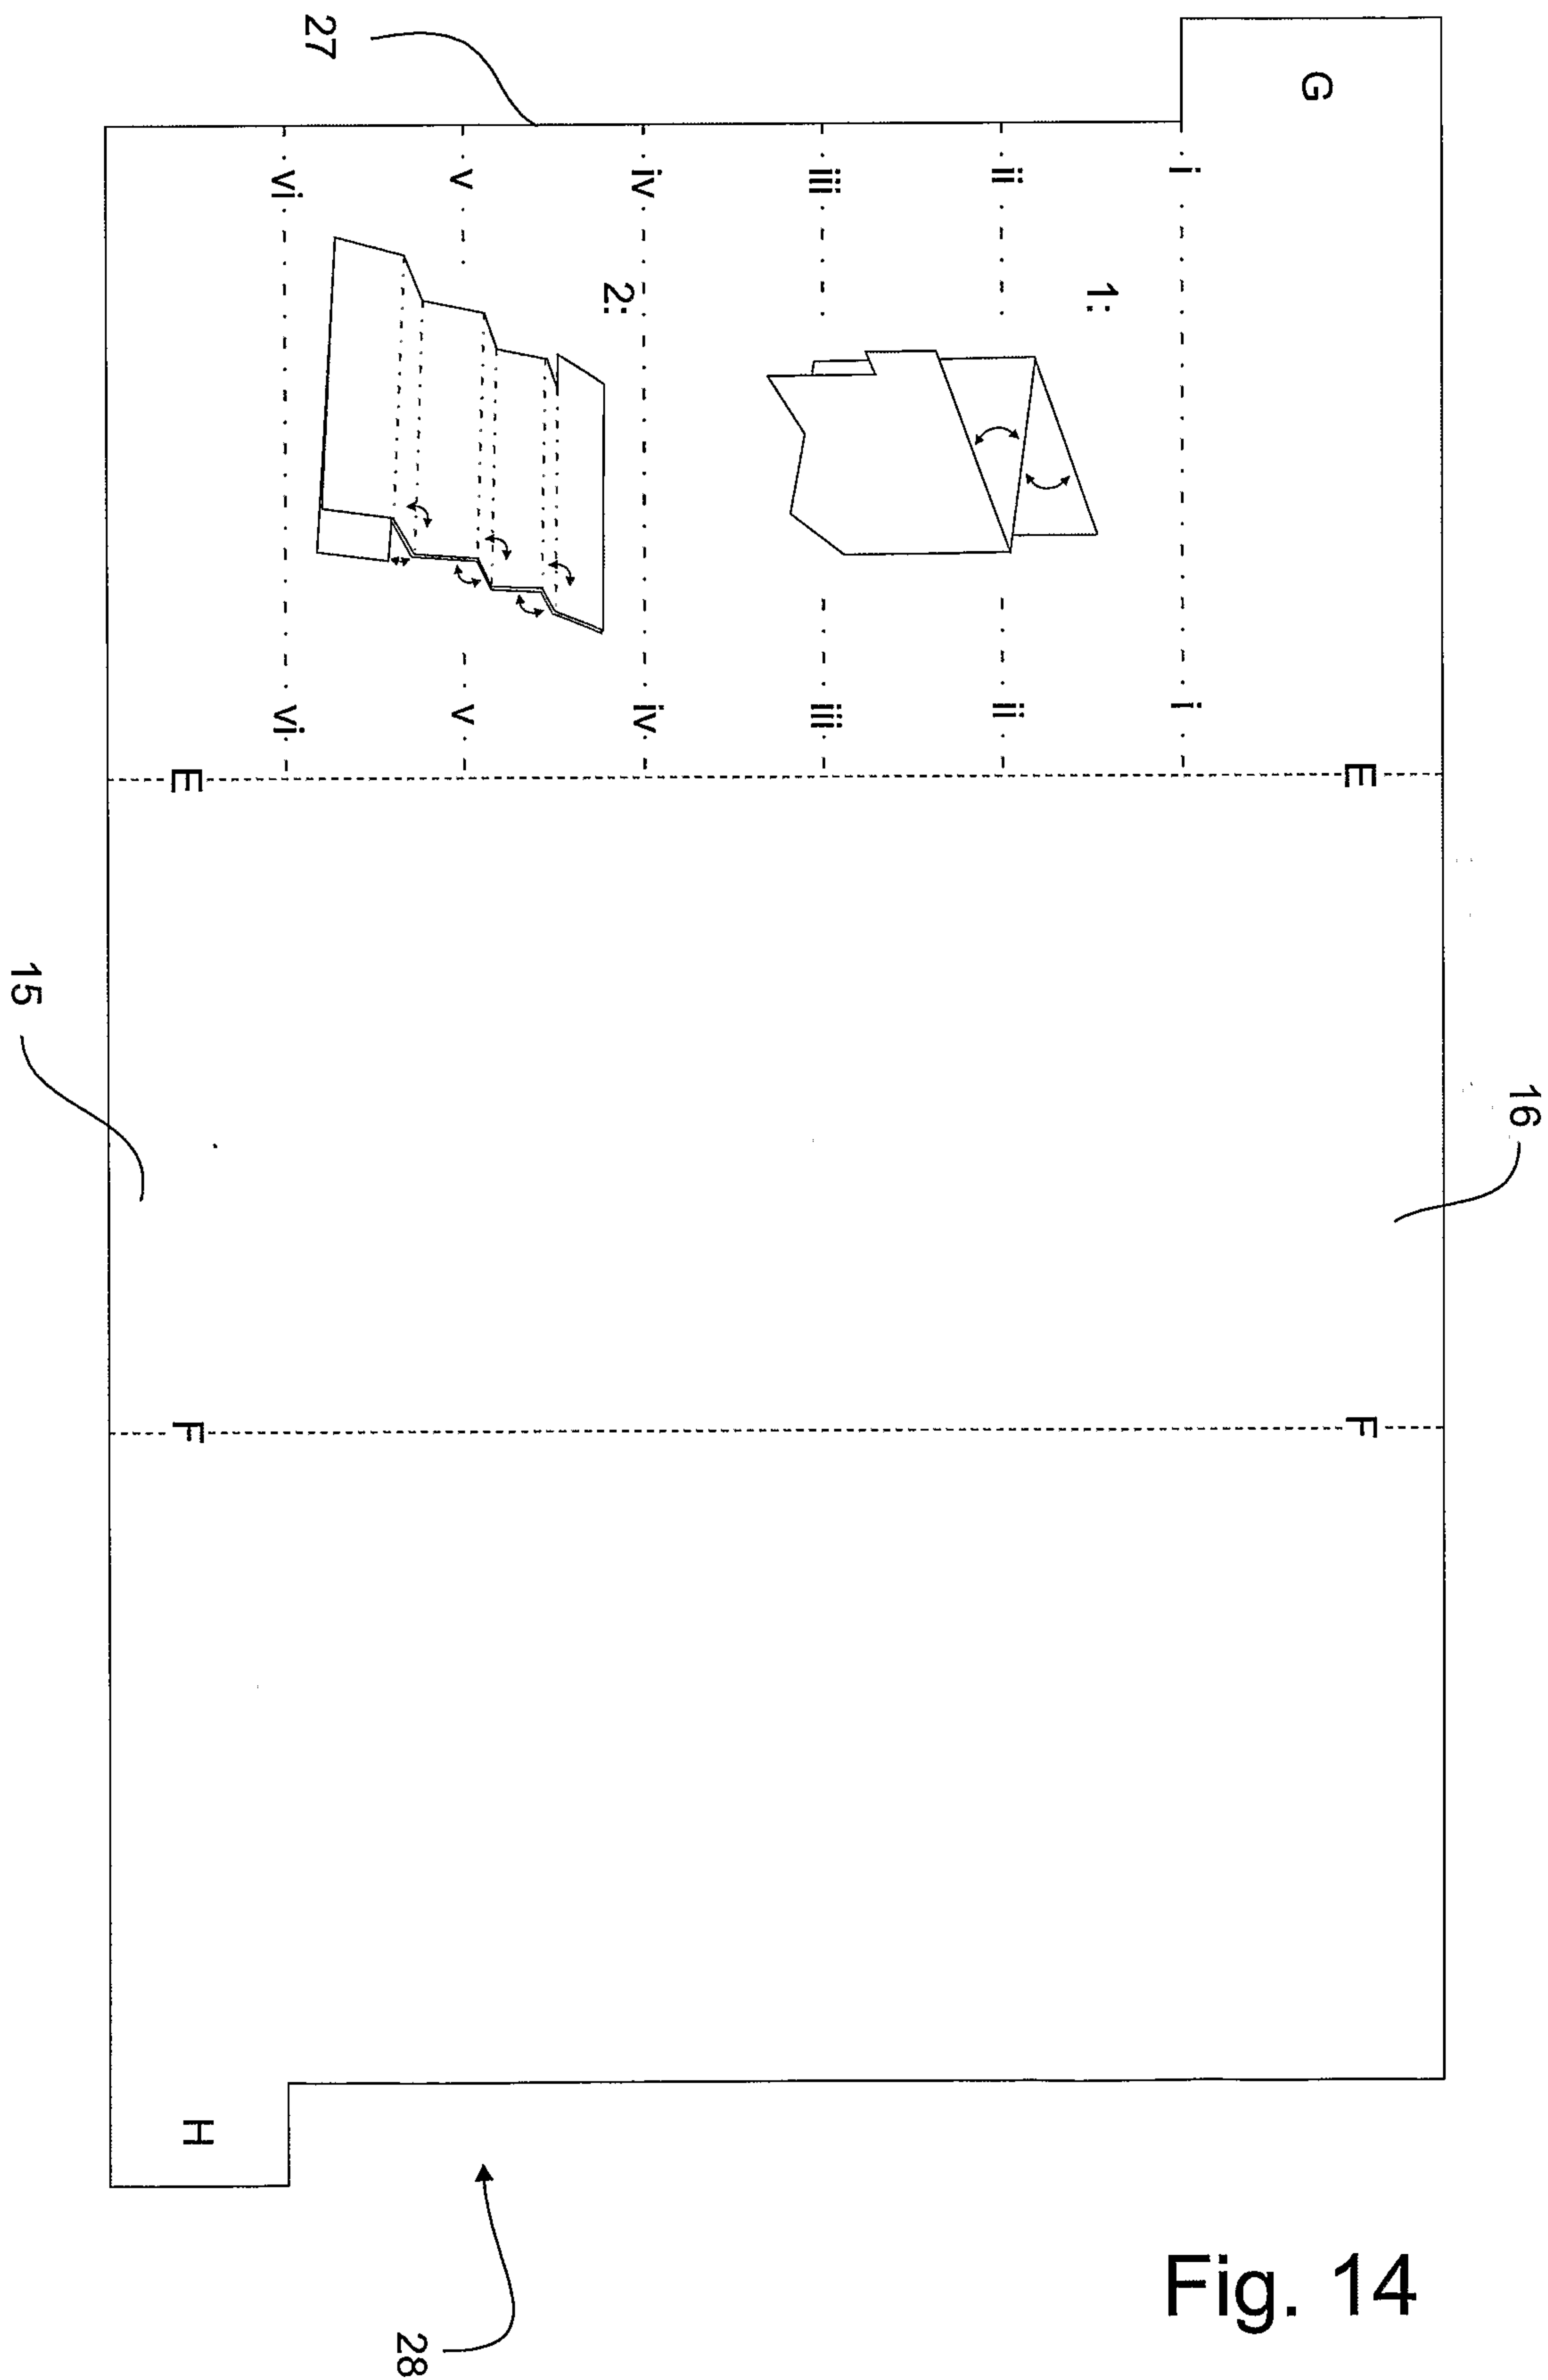 G
27
i i
ii ii
iii iii
iv iv
v v
vi vi
1:
2:
E E
15
16
F F
H
28
Fig. 14